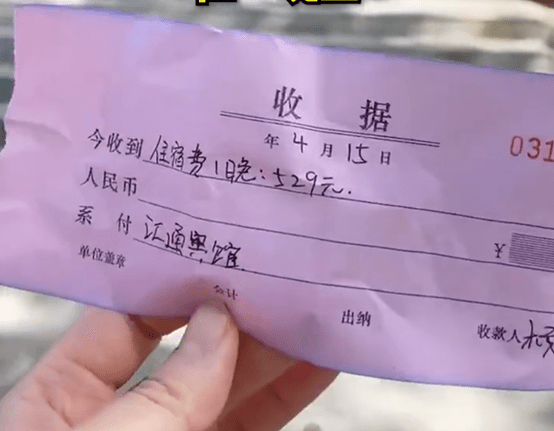 收 据
年 4 月 15 日
031
今收到 住宿费1晚:529元.
人民币
¥
系 付 江通宾馆
单位盖章 会计 出纳 收款人